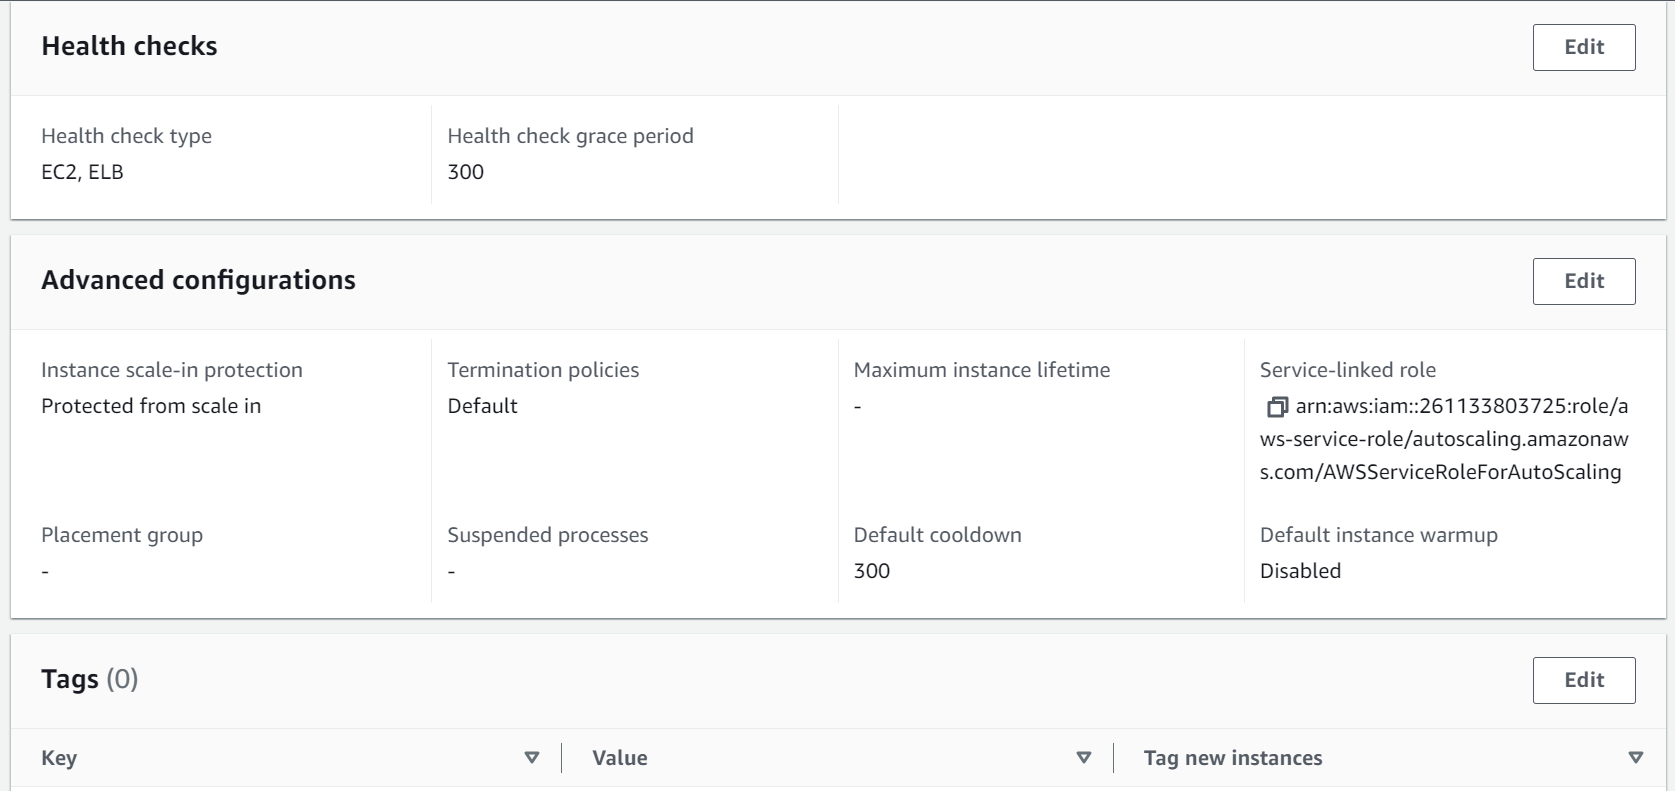 Health checks
Edit
Health check type
EC2, ELB
Health check grace period
300
Advanced configurations
Edit
Instance scale-in protection
Protected from scale in
Termination policies
Default
Maximum instance lifetime
-
Service-linked role
arn:aws:iam::261133803725:role/a
ws-service-role/autoscaling.amazonaw
s.com/AWSServiceRoleForAutoScaling
Placement group
-
Suspended processes
-
Default cooldown
300
Default instance warmup
Disabled
Tags (0)
Edit
Key
Value
Tag new instances